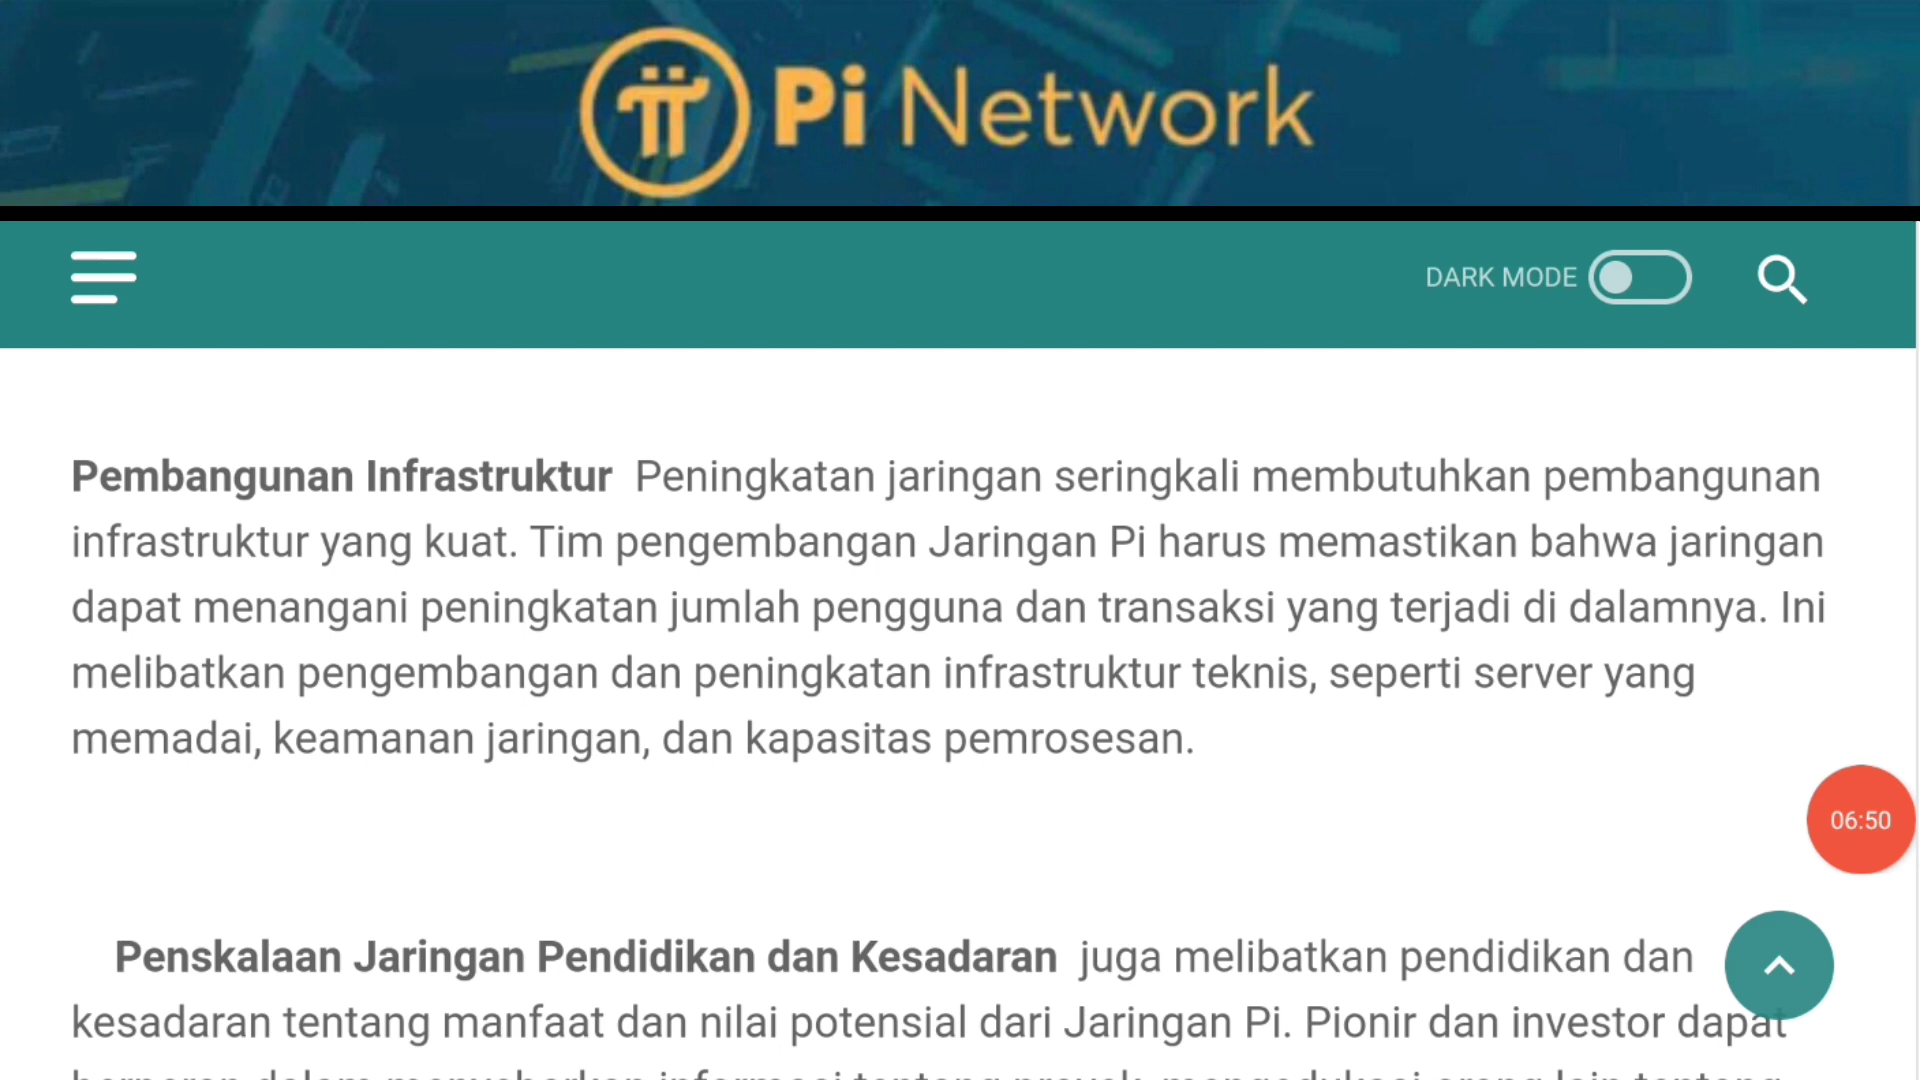 Pi Network
DARK MODE
Pembangunan Infrastruktur Peningkatan jaringan seringkali membutuhkan pembangunan
infrastruktur yang kuat. Tim pengembangan Jaringan Pi harus memastikan bahwa jaringan
dapat menangani peningkatan jumlah pengguna dan transaksi yang terjadi di dalamnya. Ini
melibatkan pengembangan dan peningkatan infrastruktur teknis, seperti server yang
memadai, keamanan jaringan, dan kapasitas pemrosesan.
06:50
Penskalaan Jaringan Pendidikan dan Kesadaran juga melibatkan pendidikan dan
kesadaran tentang manfaat dan nilai potensial dari Jaringan Pi. Pionir dan investor dapat